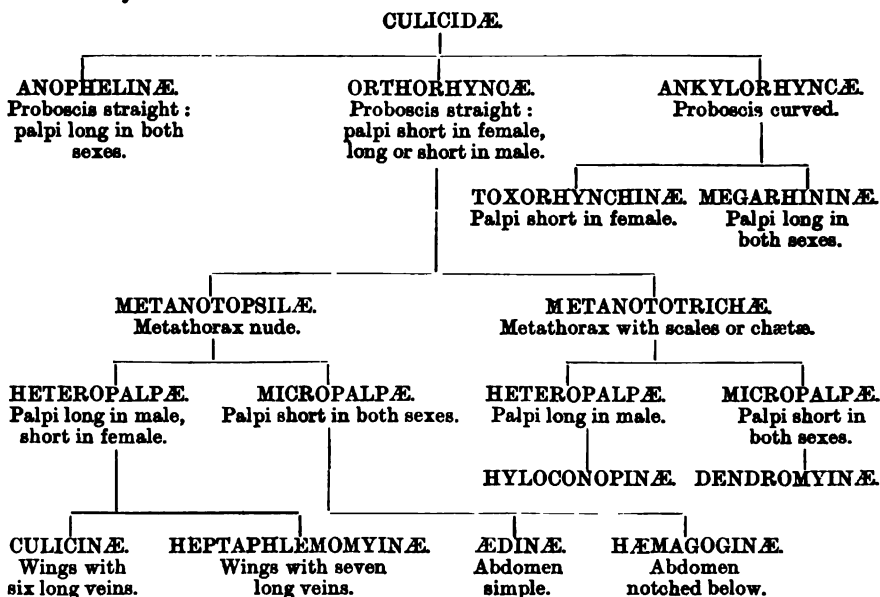 CULICIDÆ.
ANOPHELINÆ.
Proboscis straight :
palpi long in both
sexes.
ORTHORHYNCÆ.
Proboscis straight :
palpi short in female,
long or short in male.
ANKYLORHYNCÆ.
Proboscis curved.
TOXORHYNCHINÆ.
Palpi short in female.
MEGARHININÆ.
Palpi long in
both sexes.
METANOTOPSILÆ.
Metathorax nude.
METANOTOTRICHÆ.
Metathorax with scales or chætæ.
HETEROPALPÆ.
Palpi long in male,
short in female.
MICROPALPÆ.
Palpi short in both sexes.
HETEROPALPÆ.
Palpi long in male.
MICROPALPÆ.
Palpi short in
both sexes.
HYLOCONOPINÆ.
DENDROMYINÆ.
CULICINÆ.
Wings with
six long veins.
HEPTAPHLEMOMYINÆ.
Wings with seven
long veins.
ÆDINÆ.
Abdomen
simple.
HÆMAGOGINÆ.
Abdomen
notched below.